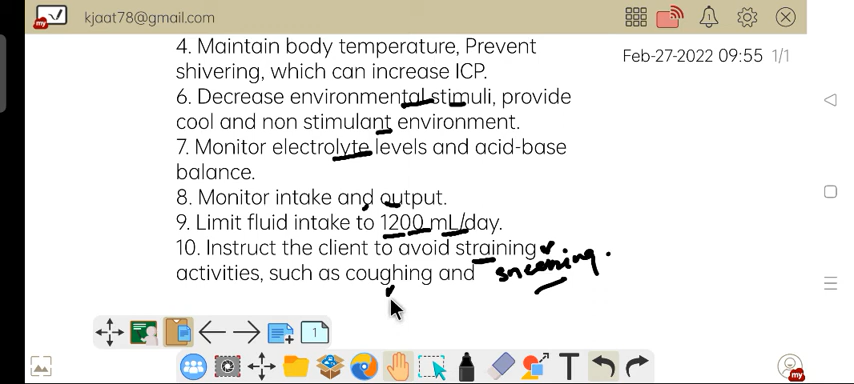 kjaat78@gmail.com
Feb-27-2022 09:55 1/1
4. Maintain body temperature, Prevent
shivering, which can increase ICP.
6. Decrease environmental stimuli, provide
cool and non stimulant environment.
7. Monitor electrolyte levels and acid-base
balance.
8. Monitor intake and output.
9. Limit fluid intake to 1200 mL/day.
10. Instruct the client to avoid straining
activities, such as coughing and sneezing.
1
T
my
my